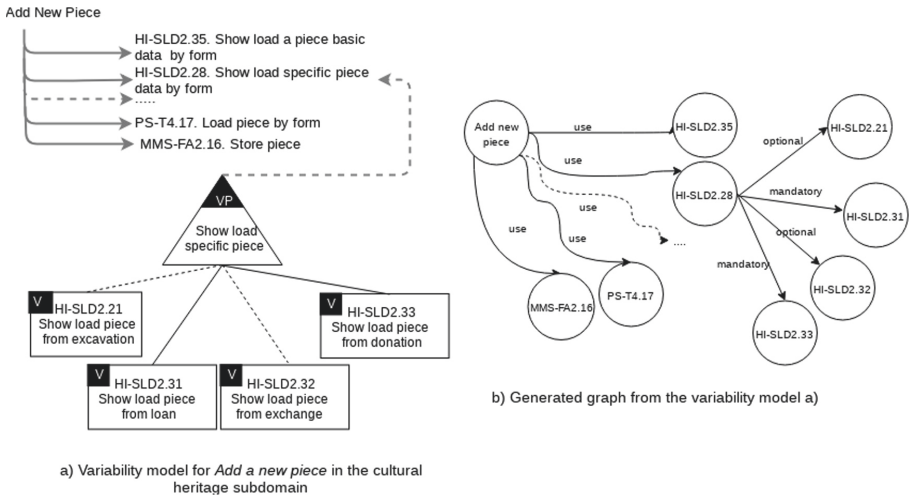 Add New Piece
HI-SLD2.35. Show load a piece basic
data by form
HI-SLD2.28. Show load specific piece
data by form
.....
PS-T4.17. Load piece by form
MMS-FA2.16. Store piece
VP
Show load
specific piece
V
HI-SLD2.21
Show load piece
from excavation
V
HI-SLD2.33
Show load piece
from donation
V
HI-SLD2.31
Show load piece
from loan
V
HI-SLD2.32
Show load piece
from exchange
a) Variability model for Add a new piece in the cultural
heritage subdomain
Add new
piece
use
HI-SLD2.35
use
HI-SLD2.28
use
....
use
PS-T4.17
use
MMS-FA2.16
optional
HI-SLD2.21
mandatory
HI-SLD2.31
optional
HI-SLD2.32
mandatory
HI-SLD2.33
b) Generated graph from the variability model a)